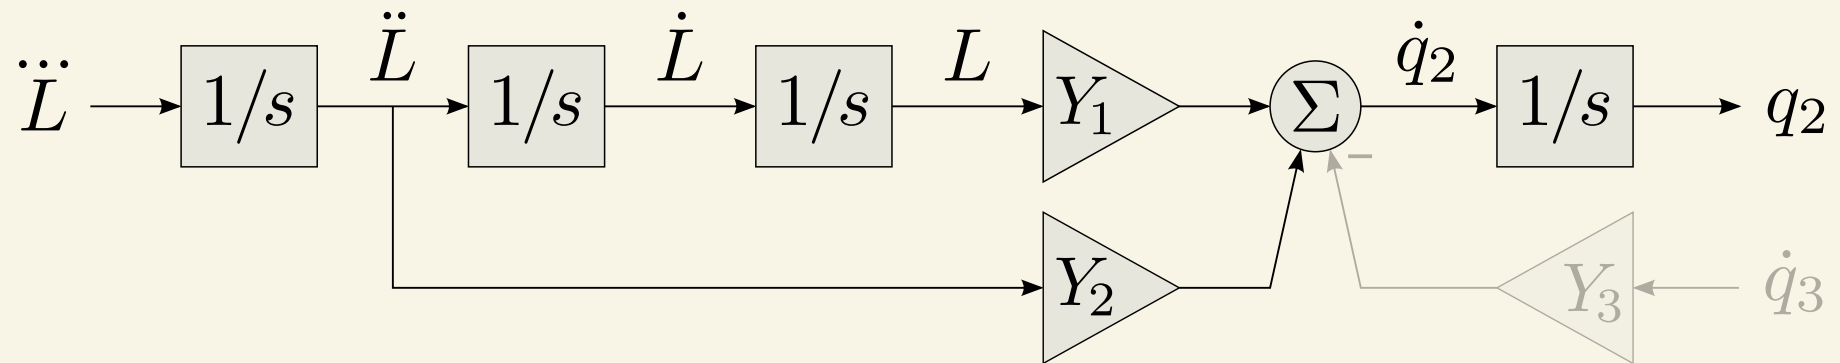 L⃛ 1/s L̈ 1/s L̇ 1/s L Y₁ Σ q̇₂ 1/s q₂
−
Y₂ Y₃ q̇₃